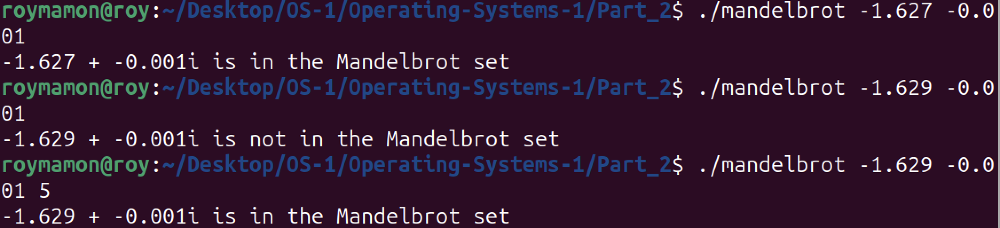 roymamon@roy:~/Desktop/OS-1/Operating-Systems-1/Part_2$ ./mandelbrot -1.627 -0.0
01
-1.627 + -0.001i is in the Mandelbrot set
roymamon@roy:~/Desktop/OS-1/Operating-Systems-1/Part_2$ ./mandelbrot -1.629 -0.0
01
-1.629 + -0.001i is not in the Mandelbrot set
roymamon@roy:~/Desktop/OS-1/Operating-Systems-1/Part_2$ ./mandelbrot -1.629 -0.0
01 5
-1.629 + -0.001i is in the Mandelbrot set